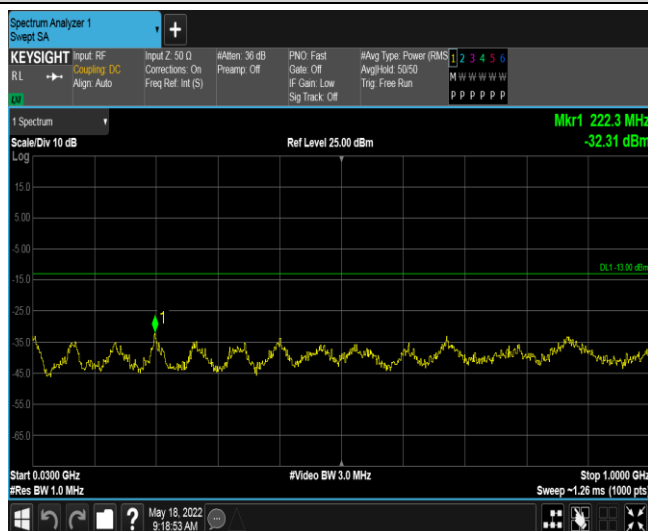 Spectrum Analyzer 1
Swept SA
KEYSIGHT
RL
Input: RF
Coupling: DC
Align: Auto
Input Z: 50 Ω
Corrections: On
Freq Ref: Int (S)
#Atten: 36 dB
Preamp: Off
PNO: Fast
Gate: Off
IF Gain: Low
Sig Track: Off
#Avg Type: Power (RMS
Avg|Hold: 50/50
Trig: Free Run
1 2 3 4 5 6
M W W W W W
P P P P P P
1 Spectrum
Mkr1 222.3 MHz
Scale/Div 10 dB
Ref Level 25.00 dBm
-32.31 dBm
Log
15.0
5.00
-5.00
DL1 -13.00 dBm
-15.0
-25.0
1
-35.0
-45.0
-55.0
-65.0
Start 0.0300 GHz
#Video BW 3.0 MHz
Stop 1.0000 GHz
#Res BW 1.0 MHz
Sweep ~1.26 ms (1000 pts)
?
May 18, 2022
9:18:53 AM